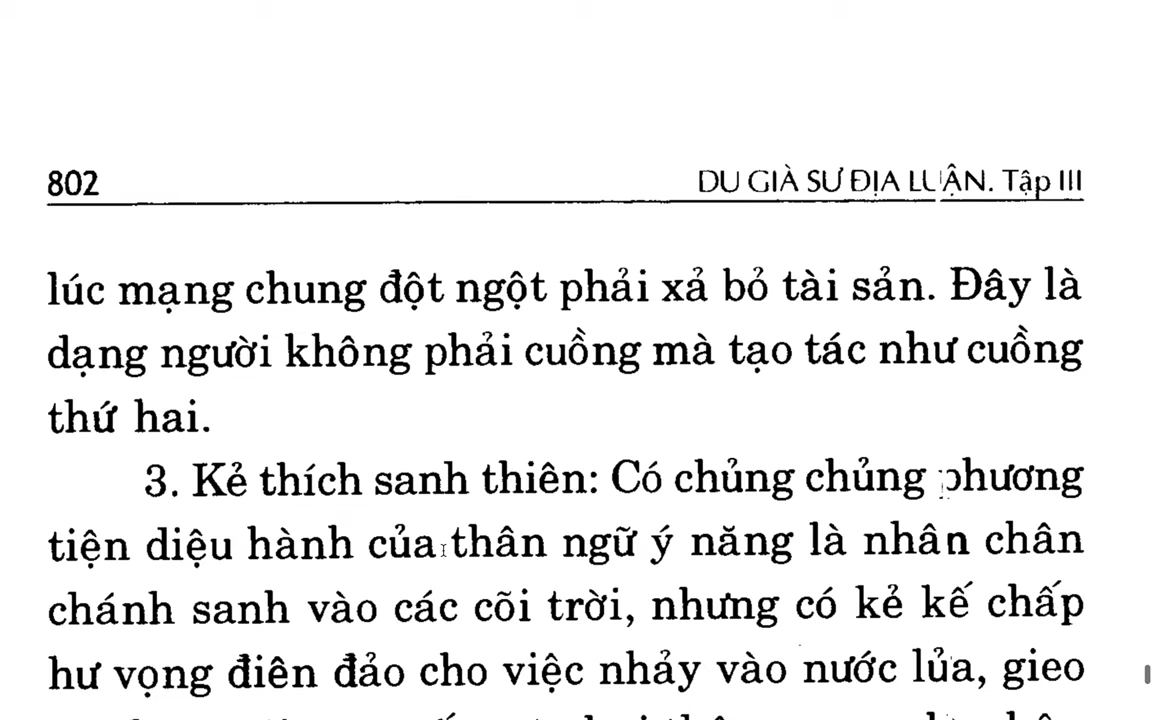 802 DU GIÀ SƯ ĐỊA LUẬN. Tập III
lúc mạng chung đột ngột phải xả bỏ tài sản. Đây là
dạng người không phải cuồng mà tạo tác như cuồng
thứ hai.
3. Kẻ thích sanh thiên: Có chủng chủng phương
tiện diệu hành của thân ngữ ý năng là nhân chân
chánh sanh vào các cõi trời, nhưng có kẻ kế chấp
hư vọng điên đảo cho việc nhảy vào nước lửa, gieo